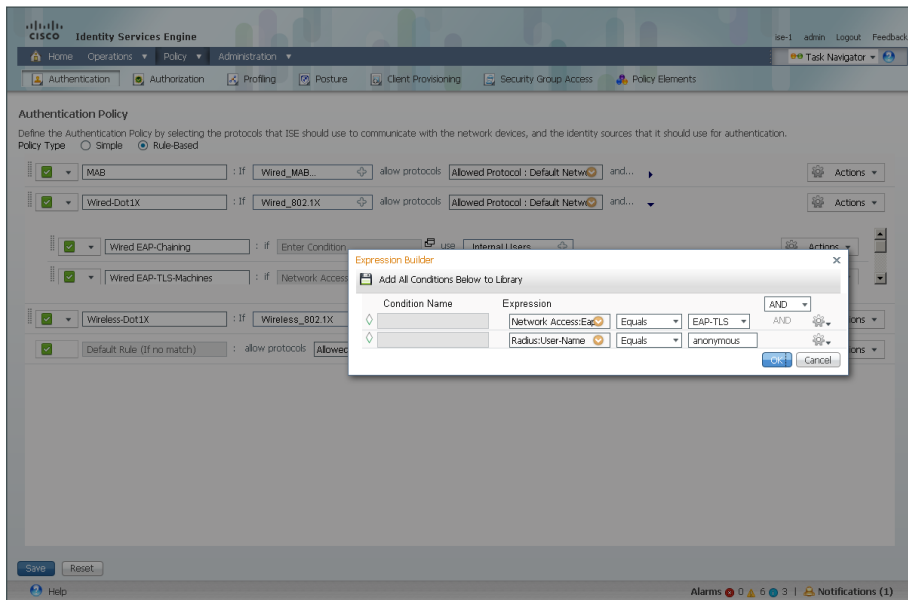 CISCO Identity Services Engine
ise-1 admin Logout Feedback
Home Operations Policy Administration
Task Navigator
Authentication Authorization Profiling Posture Client Provisioning Security Group Access Policy Elements
Authentication Policy
Define the Authentication Policy by selecting the protocols that ISE should use to communicate with the network devices, and the identity sources that it should use for authentication.
Policy Type Simple Rule-Based
MAB : If Wired_MAB... allow protocols Allowed Protocol : Default Netw and... Actions
Wired-Dot1X : If Wired_802.1X allow protocols Allowed Protocol : Default Netw and... Actions
Wired EAP-Chaining : if Enter Condition use Internal Users Actions
Wired EAP-TLS-Machines : if Network Access
Wireless-Dot1X : If Wireless_802.1X ons
Default Rule (If no match) : allow protocols Allowed ons
Expression Builder
Add All Conditions Below to Library
Condition Name Expression AND
Network Access:Eap Equals EAP-TLS AND
Radius:User-Name Equals anonymous
OK Cancel
Save Reset
Help
Alarms 0 6 3 | Notifications (1)